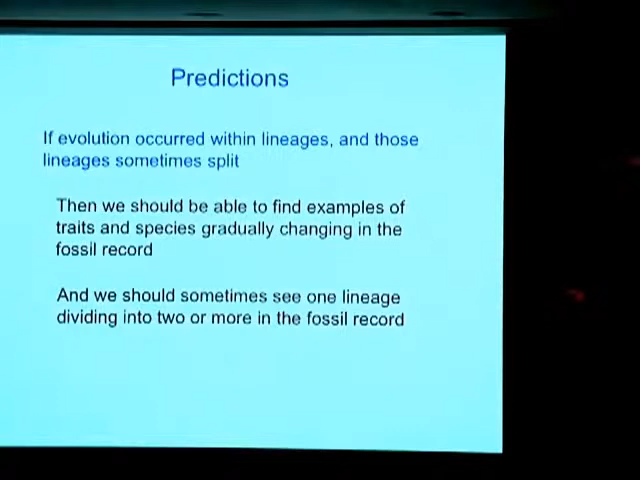 Predictions
If evolution occurred within lineages, and those
lineages sometimes split
Then we should be able to find examples of
traits and species gradually changing in the
fossil record
And we should sometimes see one lineage
dividing into two or more in the fossil record